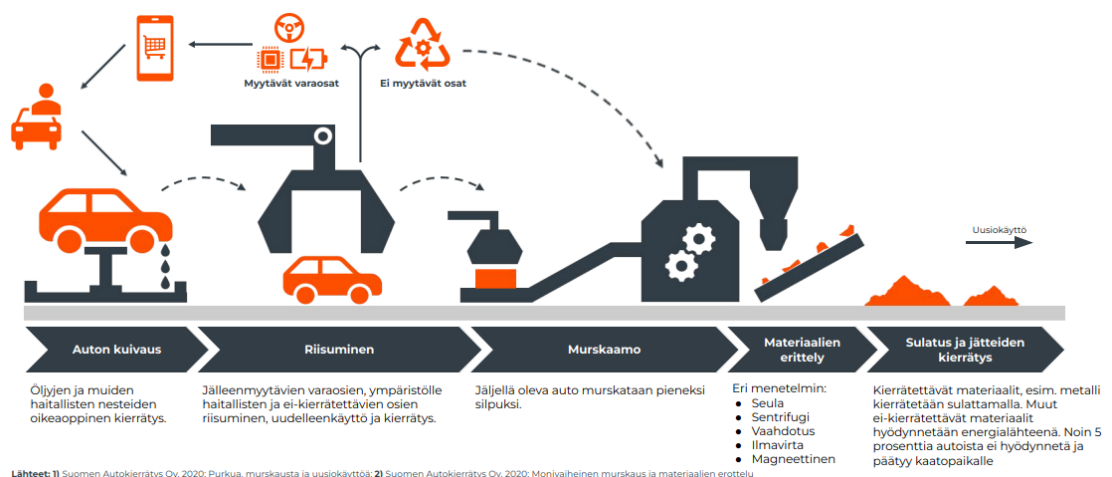 Myytävät varaosat
Ei myytävät osat
Uusiokäyttö
Auton kuivaus
Riisuminen
Murskaamo
Materiaalien
erittely
Sulatus ja jätteiden
kierrätys
Öljyjen ja muiden
haitallisten nesteiden
oikeaoppinen kierrätys.
Jälleenmyytävien varaosien, ympäristölle
haitallisten ja ei-kierrätettävien osien
riisuminen, uudelleenkäyttö ja kierrätys.
Jäljellä oleva auto murskataan pieneksi
silpuksi.
Eri menetelmin:
● Seula
● Sentrifugi
● Vaahdotus
● Ilmavirta
● Magneettinen
Kierrätettävät materiaalit, esim. metalli
kierrätetään sulattamalla. Muut
ei-kierrätettävät materiaalit
hyödynnetään energialähteenä. Noin 5
prosenttia autoista ei hyödynnetä ja
päätyy kaatopaikalle
Lähteet: 1) Suomen Autokierrätys Oy, 2020: Purkua, murskausta ja uusiokäyttöä; 2) Suomen Autokierrätys Oy, 2020: Monivaiheinen murskaus ja materiaalien erottelu